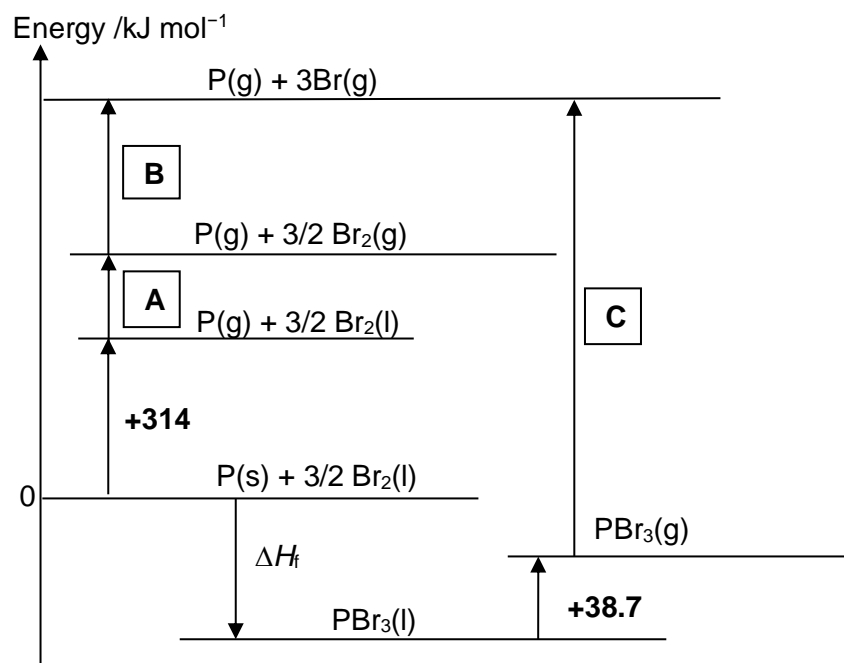 Energy /kJ mol⁻¹
P(g) + 3Br(g)
B
P(g) + 3/2 Br₂(g)
A
P(g) + 3/2 Br₂(l)
C
+314
P(s) + 3/2 Br₂(l)
0
PBr₃(g)
ΔHf
+38.7
PBr₃(l)